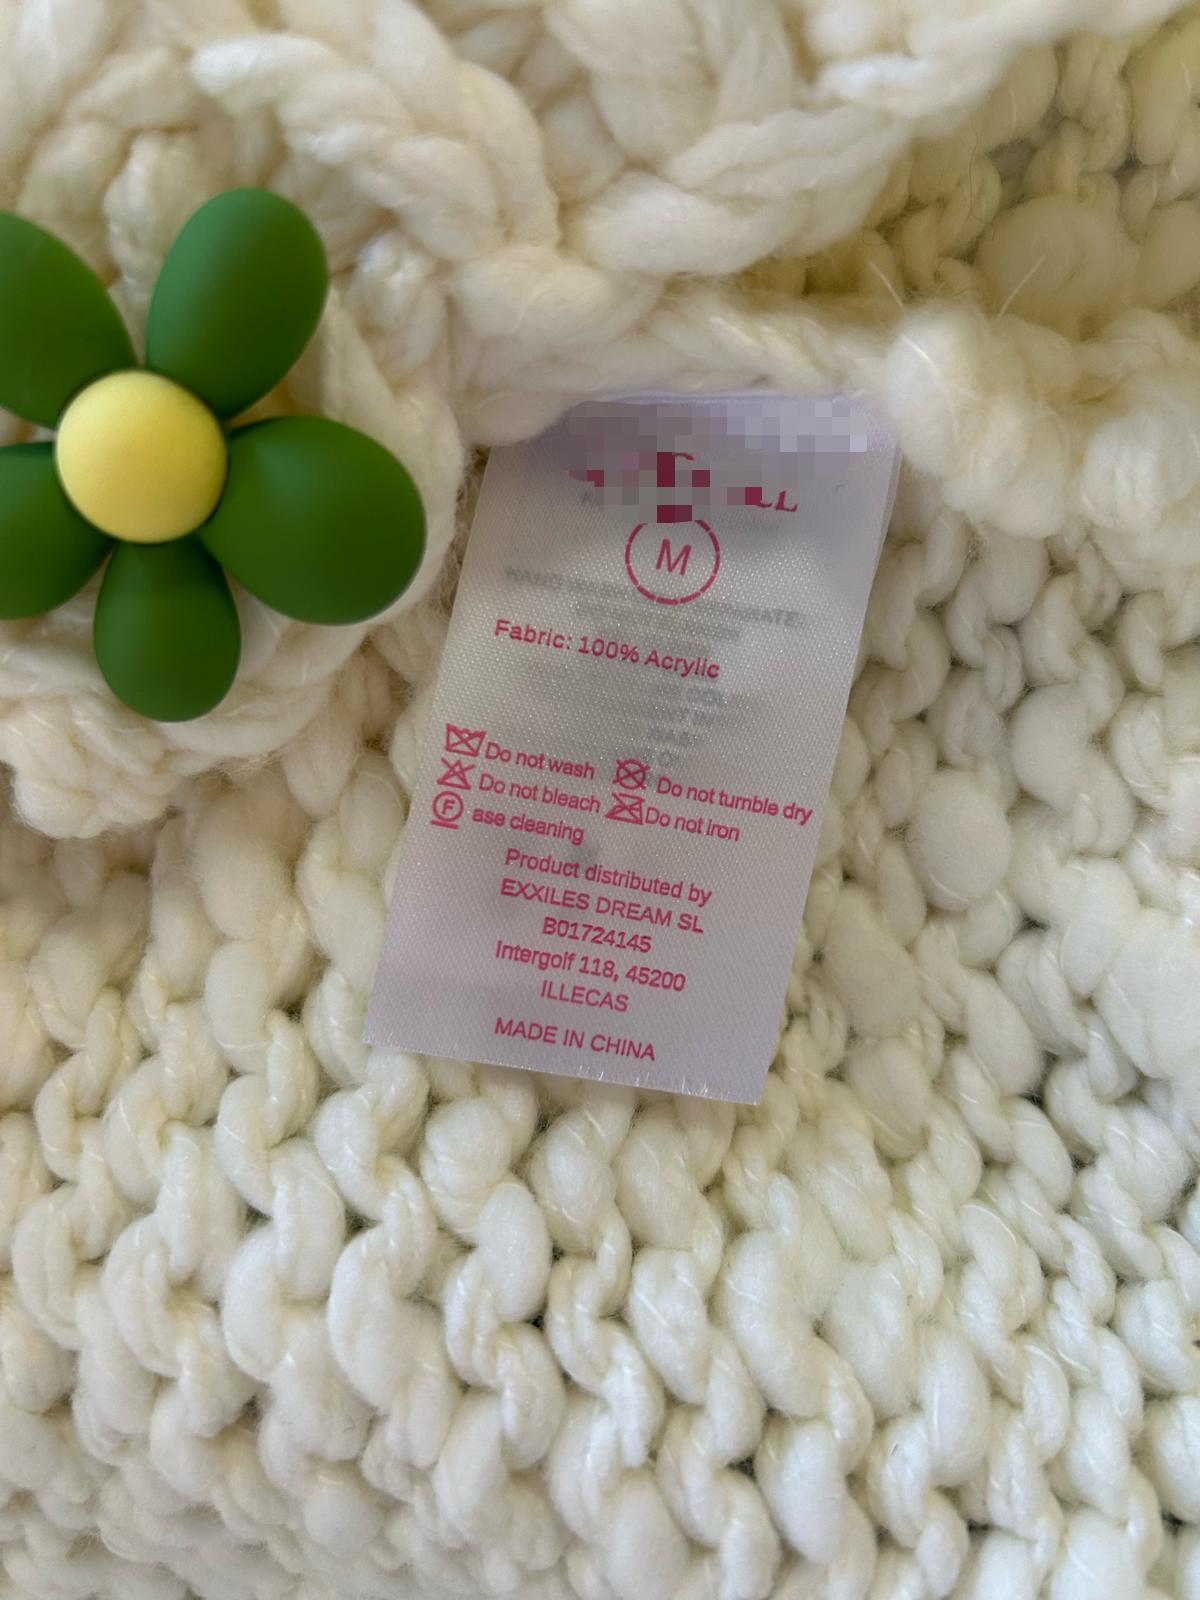 M
Fabric: 100% Acrylic
Do not wash Do not tumble dry
Do not bleach Do not iron
F ase cleaning
Product distributed by
EXXILES DREAM SL
B01724145
Intergolf 118, 45200
ILLECAS
MADE IN CHINA